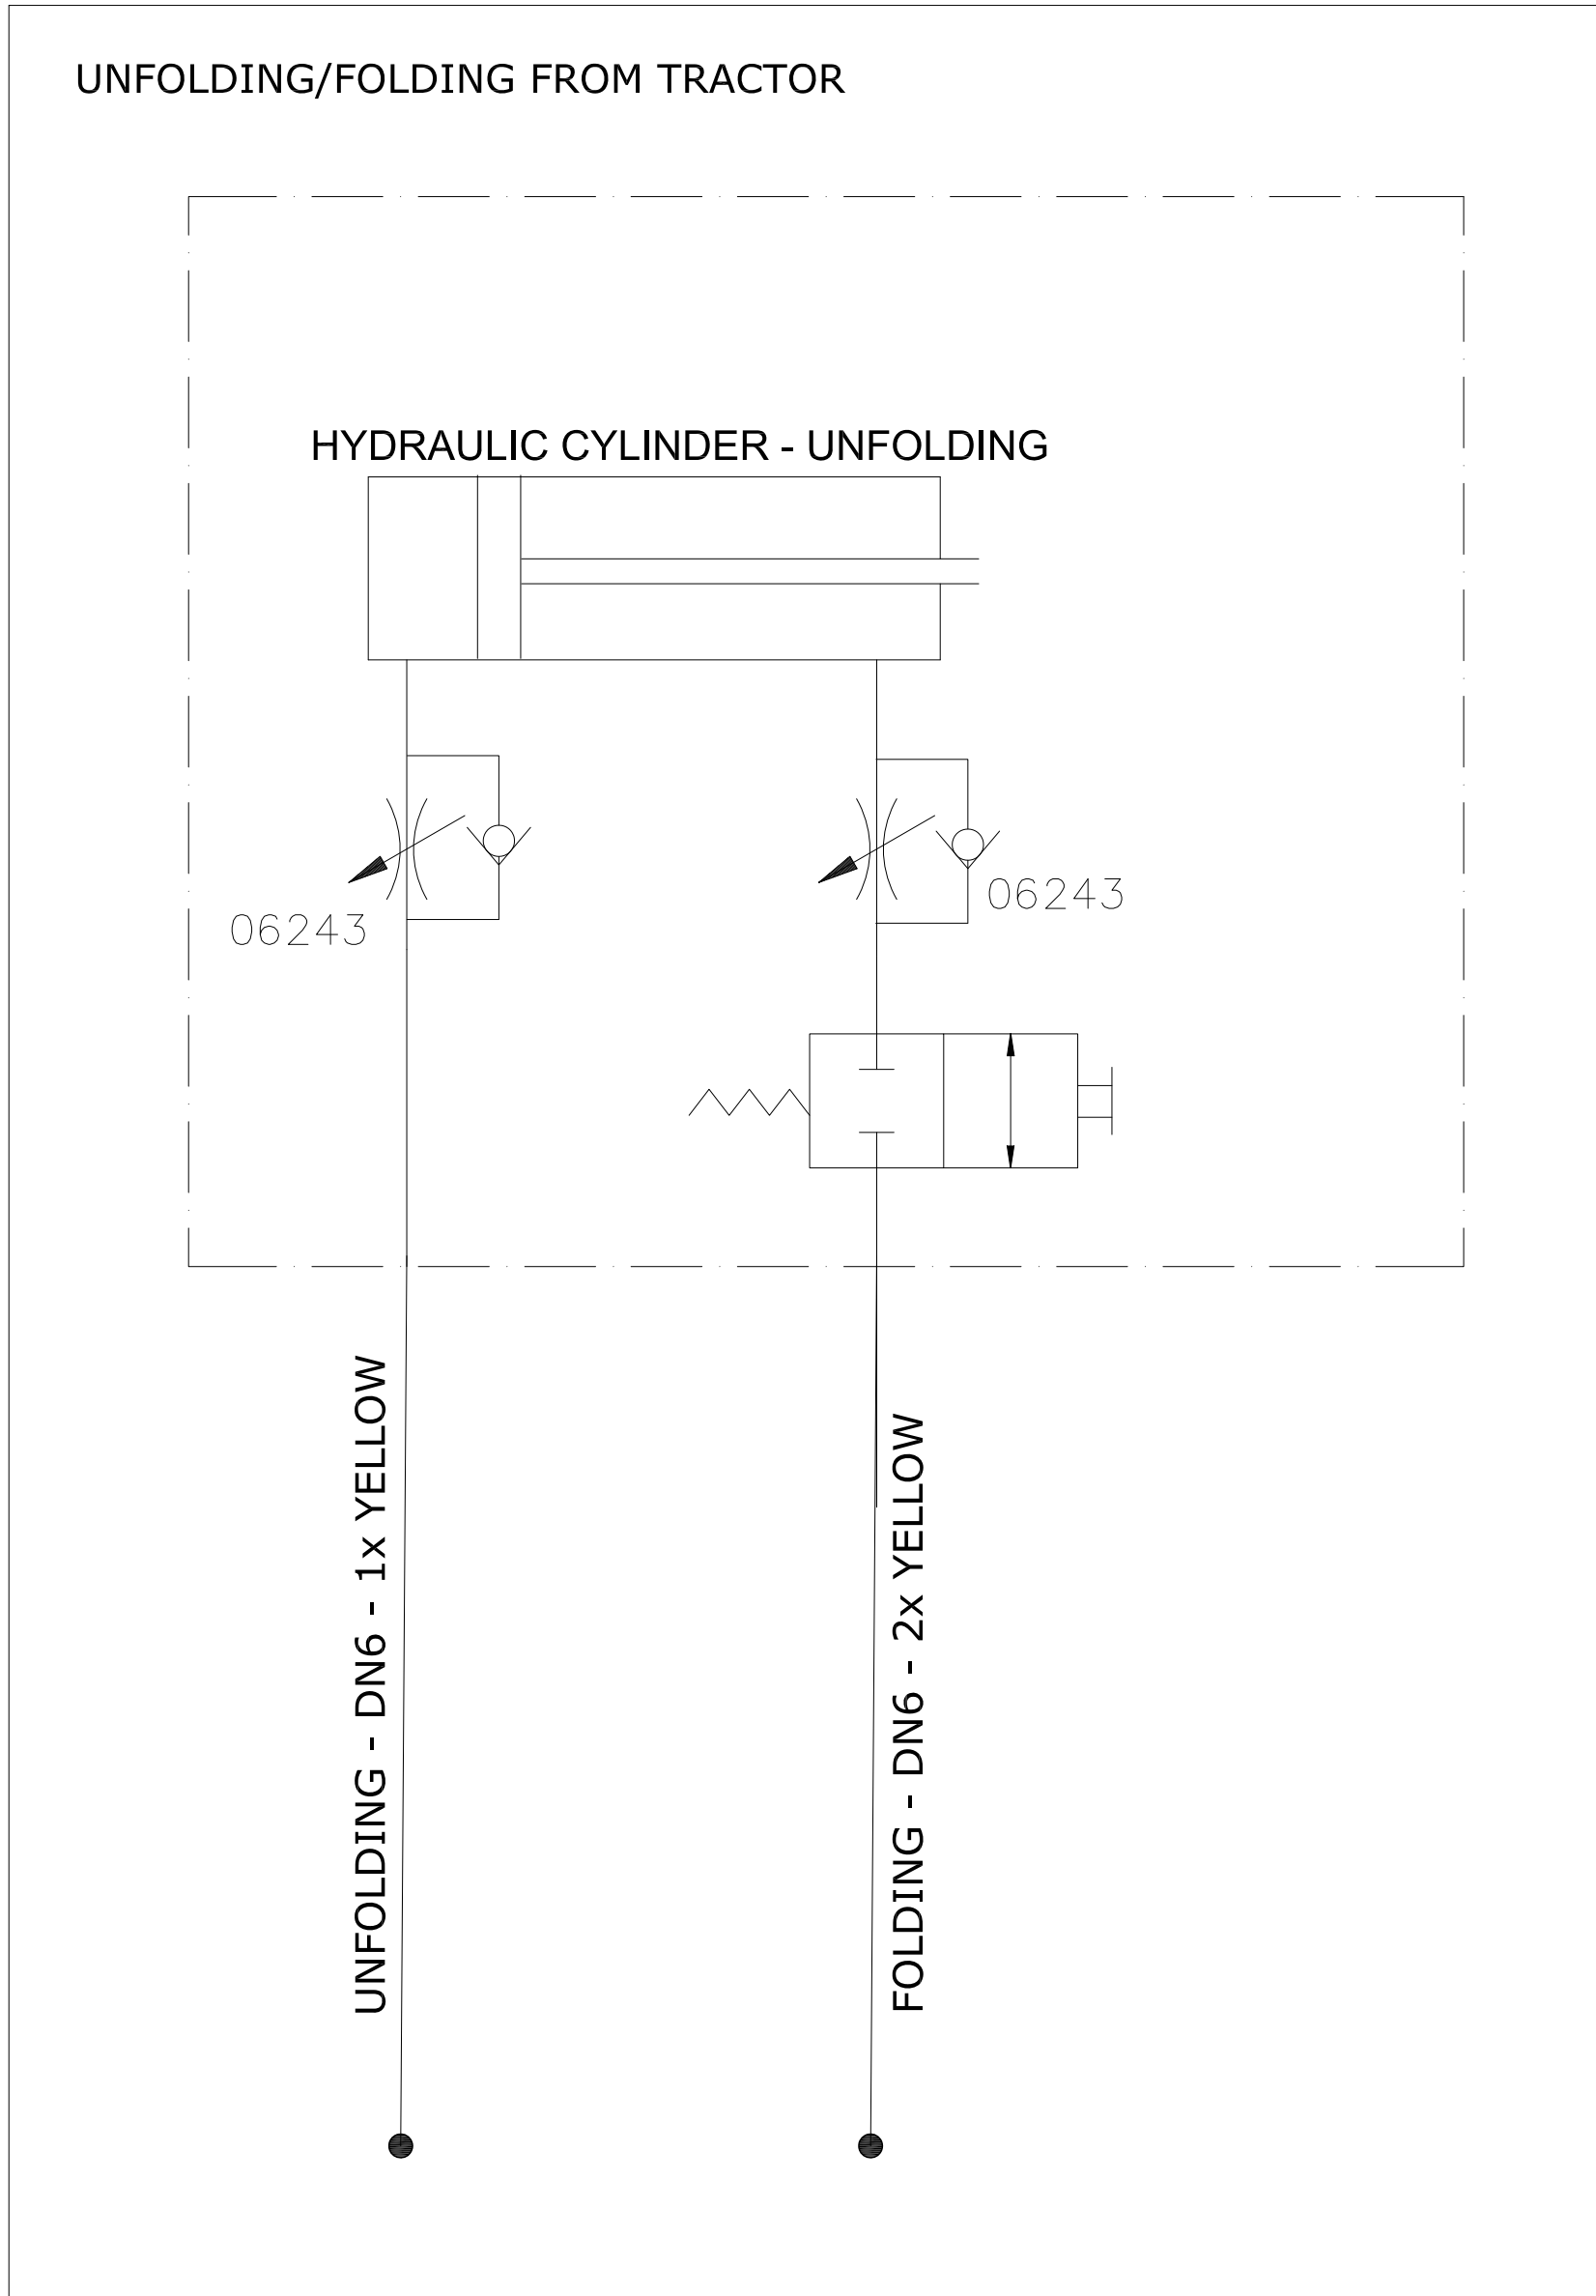 UNFOLDING/FOLDING FROM TRACTOR
HYDRAULIC CYLINDER - UNFOLDING
06243
06243
UNFOLDING - DN6 - 1x YELLOW
FOLDING - DN6 - 2x YELLOW